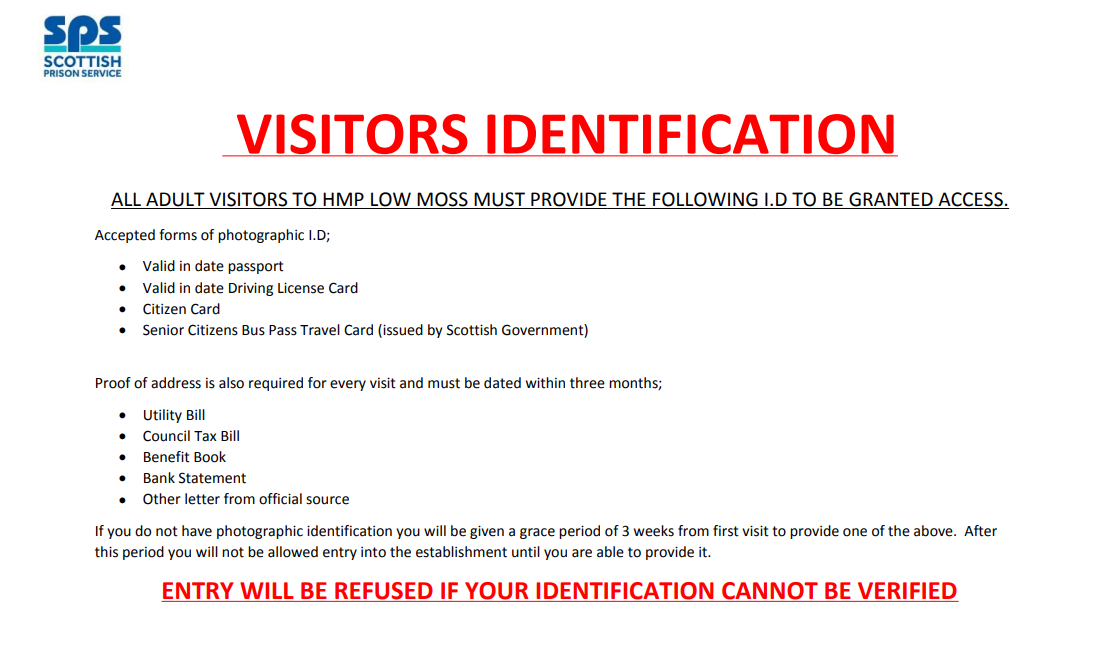 sps
SCOTTISH
PRISON SERVICE
VISITORS IDENTIFICATION
ALL ADULT VISITORS TO HMP LOW MOSS MUST PROVIDE THE FOLLOWING I.D TO BE GRANTED ACCESS.
Accepted forms of photographic I.D;
• Valid in date passport
• Valid in date Driving License Card
• Citizen Card
• Senior Citizens Bus Pass Travel Card (issued by Scottish Government)
Proof of address is also required for every visit and must be dated within three months;
• Utility Bill
• Council Tax Bill
• Benefit Book
• Bank Statement
• Other letter from official source
If you do not have photographic identification you will be given a grace period of 3 weeks from first visit to provide one of the above.  After
this period you will not be allowed entry into the establishment until you are able to provide it.
ENTRY WILL BE REFUSED IF YOUR IDENTIFICATION CANNOT BE VERIFIED